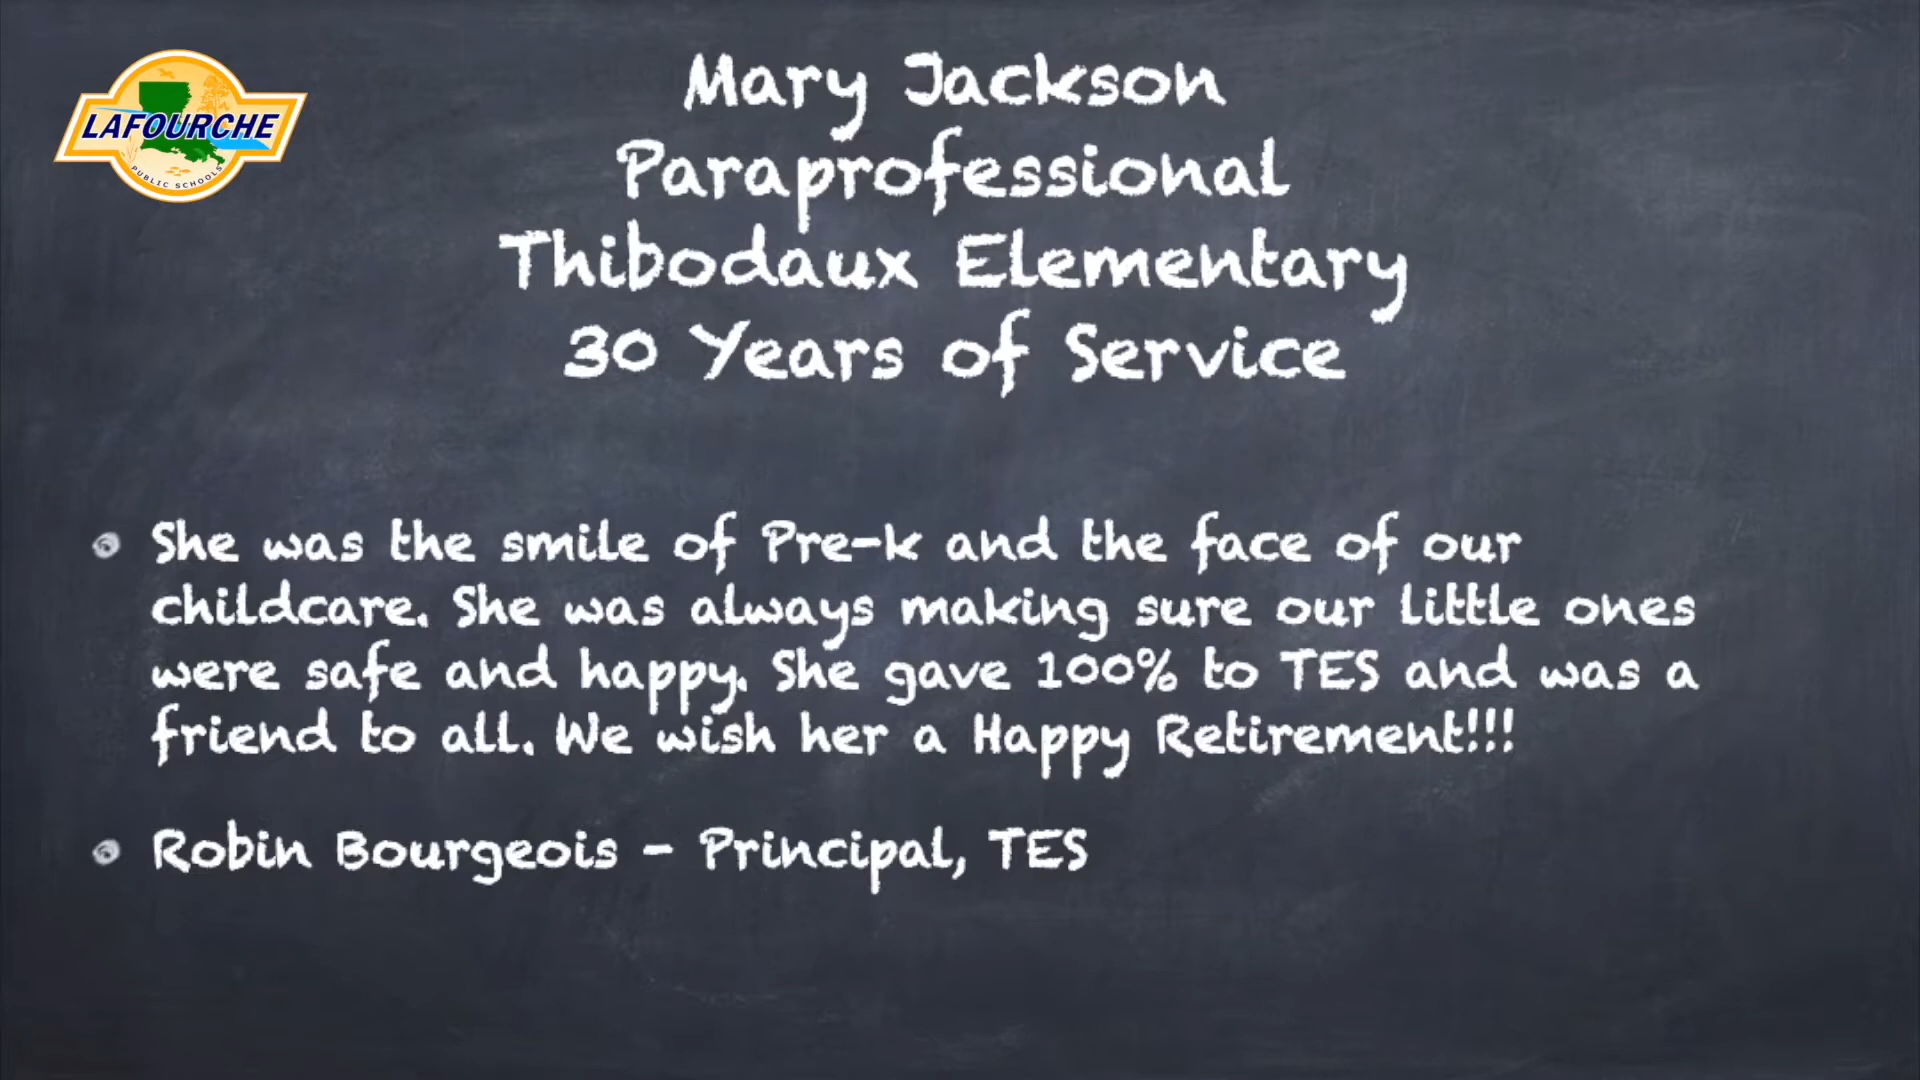 LAFOURCHE
PUBLIC SCHOOLS
Mary Jackson
Paraprofessional
Thibodaux Elementary
30 Years of Service
She was the smile of Pre-k and the face of our
childcare. She was always making sure our little ones
were safe and happy. She gave 100% to TES and was a
friend to all. We wish her a Happy Retirement!!!
Robin Bourgeois - Principal, TES